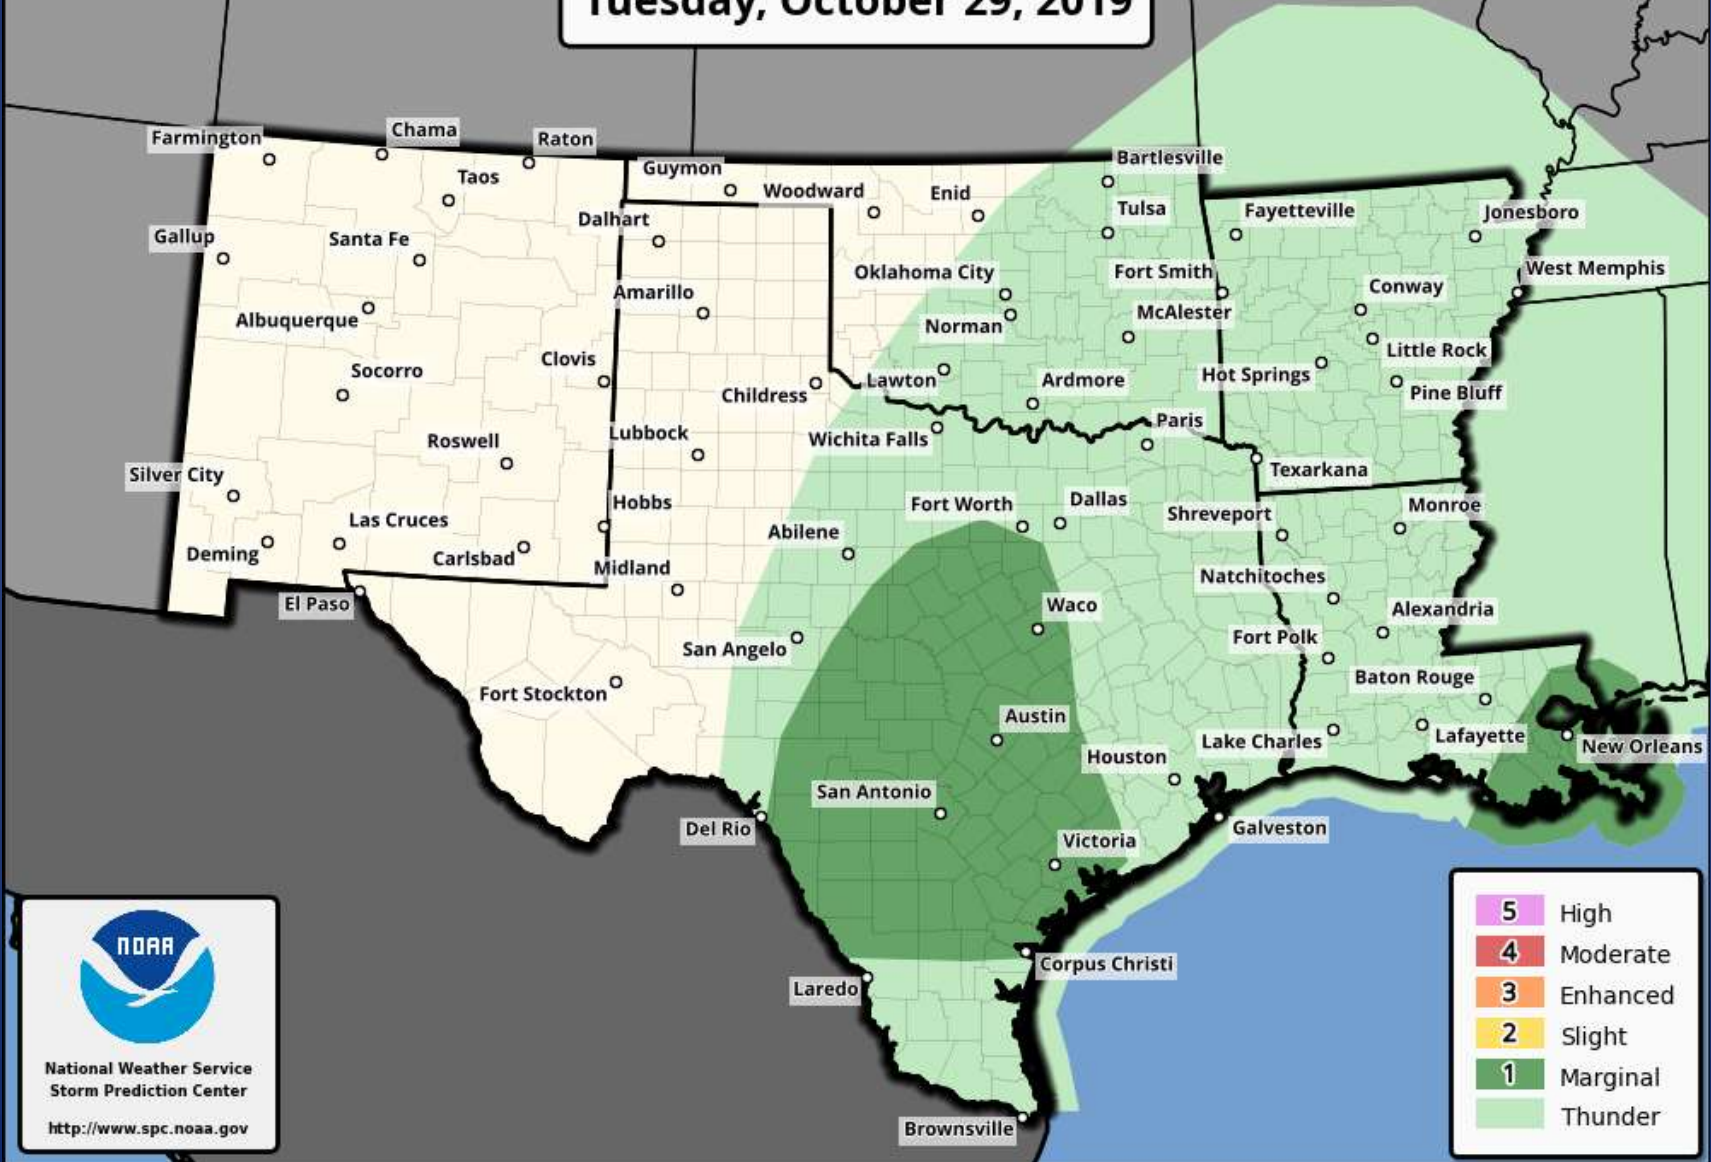 Tuesday, October 29, 2019
Farmington
Chama
Raton
Bartlesville
Guymon
Taos
Woodward
Enid
Dalhart
Tulsa
Fayetteville
Jonesboro
Gallup
Santa Fe
Oklahoma City
Fort Smith
West Memphis
Amarillo
Conway
Albuquerque
Norman
McAlester
Little Rock
Clovis
Socorro
Childress
Lawton
Ardmore
Hot Springs
Pine Bluff
Roswell
Lubbock
Wichita Falls
Paris
Silver City
Texarkana
Hobbs
Fort Worth
Dallas
Shreveport
Monroe
Las Cruces
Abilene
Deming
Carlsbad
Midland
Natchitoches
El Paso
Waco
Alexandria
San Angelo
Fort Polk
Fort Stockton
Baton Rouge
Austin
Lake Charles
Lafayette
New Orleans
Houston
San Antonio
Del Rio
Victoria
Galveston
Corpus Christi
Laredo
Brownsville
NOAA
National Weather Service
Storm Prediction Center
http://www.spc.noaa.gov
5 High
4 Moderate
3 Enhanced
2 Slight
1 Marginal
Thunder